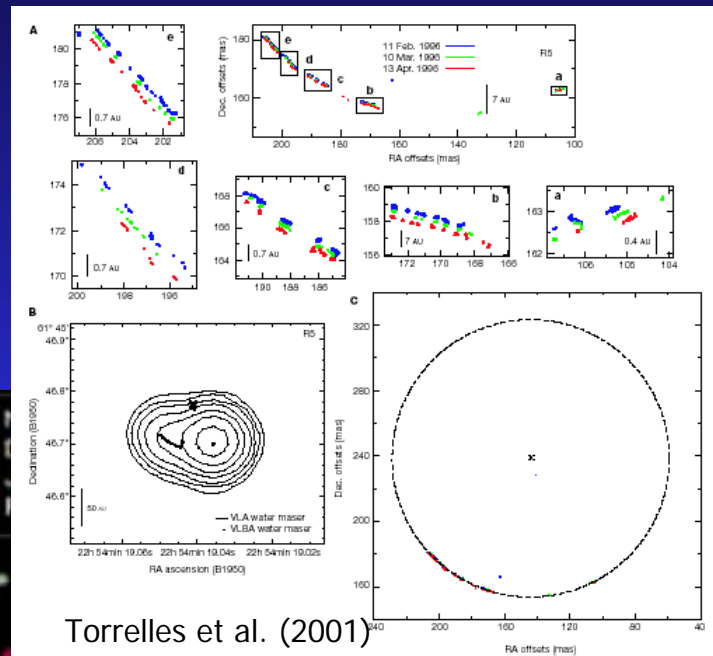 A
e
180
178
176
0.7 AU
206 204 202
Dec. offsets (mas)
180
160
e
d
c
b
a
11 Feb. 1996
10 Mar. 1996
13 Apr. 1996
R5
7 AU
200 180 160 140 120 100
RA offsets [mas]
d
174
172
170
0.7 AU
200 198 196
c
164
0.7 AU
190
b
160
158
156
7 AU
172 170 168 166 165
a
163
162
0.4 AU
106 105 104
B
61° 45'
46.9'
46.8'
46.7'
46.6'
Declination (B1950)
R5
50 AU
VLA water maser
VLBA water maser
22h 54min 19.06s 22h 54min 19.04s 22h 54min 19.02s
RA ascension (B1950)
C
Dec. offsets [mas]
320
280
240
200
160
240 200 160 120 80 40
RA offsets [mas]
Torrelles et al. (2001)